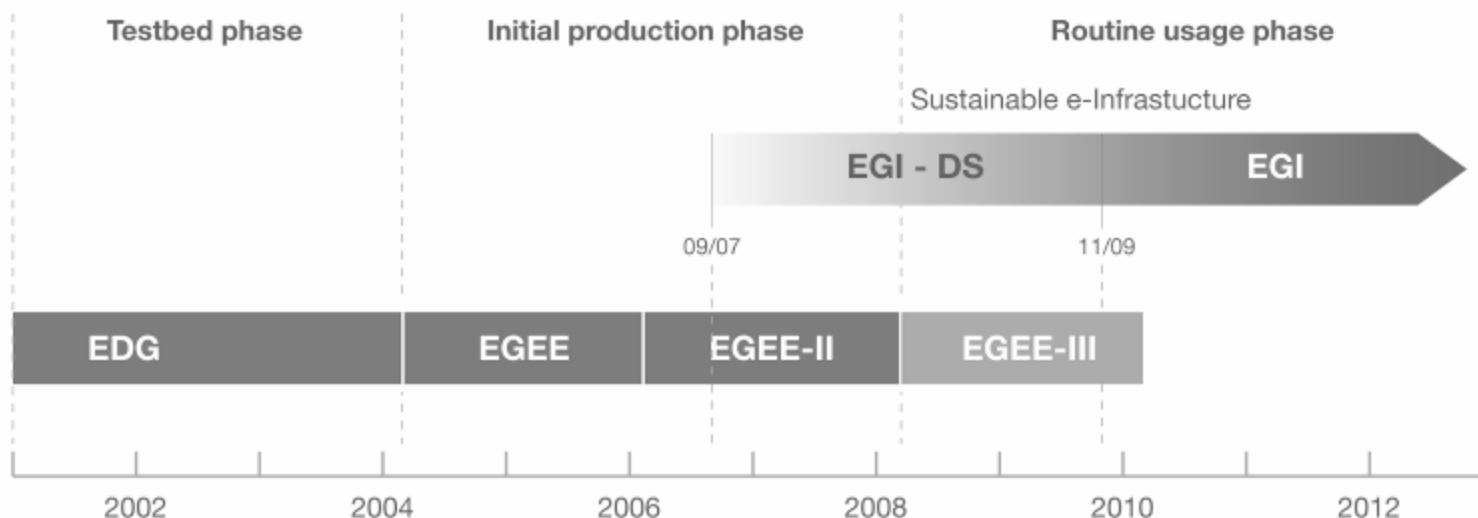 Testbed phase
Initial production phase
Routine usage phase
Sustainable e-Infrastucture
EGI - DS
EGI
09/07
11/09
EDG
EGEE
EGEE-II
EGEE-III
2002
2004
2006
2008
2010
2012